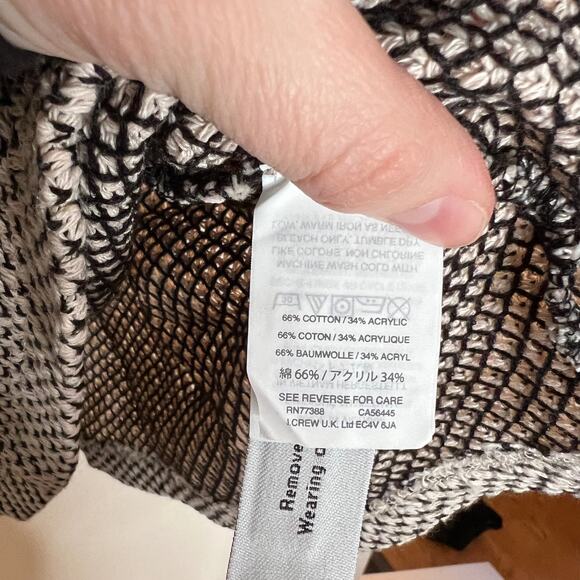 LOW, WARM IRON AS NEE
BLEACH ONLY, TUMBLE DRY
LIKE COLORS, NON CHLORINE
MACHINE WASH COLD WITH
30
66% COTTON / 34% ACRYLIC
66% COTON / 34% ACRYLIQUE
66% BAUMWOLLE / 34% ACRYL
綿 66% / アクリル 34%
SEE REVERSE FOR CARE
RN77388 CA56445
J.CREW U.K. Ltd EC4V 6JA
Remove
Wearing o